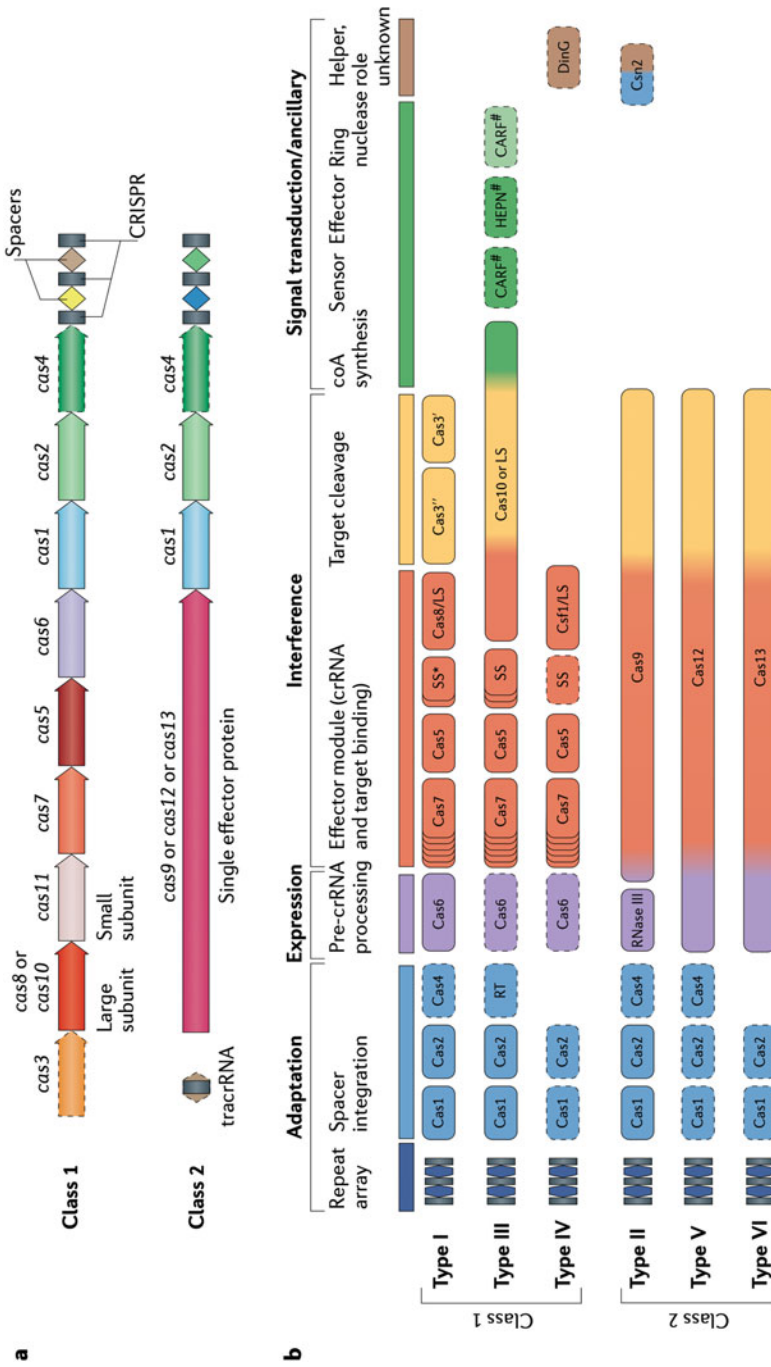 a
Class 1
cas3
cas8 or
cas10
cas11
cas7
cas5
cas6
cas1
cas2
cas4
Spacers
CRISPR
Large
subunit
Small
subunit
Class 2
tracrRNA
cas9 or cas12 or cas13
Single effector protein
cas1
cas2
cas4
b
Adaptation
Expression
Interference
Signal transduction/ancillary
Repeat
array
Spacer
integration
Pre-crRNA
processing
Effector module (crRNA
and target binding)
Target cleavage
coA
synthesis
Sensor
Effector
Ring
nuclease
Helper,
role
unknown
Class 1
Type I
Cas1
Cas2
Cas4
Cas6
Cas7
Cas5
SS*
Cas8/LS
Cas3″
Cas3′
Type III
Cas1
Cas2
RT
Cas6
Cas7
Cas5
SS
Cas10 or LS
CARF#
HEPN#
CARF#
Type IV
Cas1
Cas2
Cas6
Cas7
Cas5
SS
Csf1/LS
DinG
Class 2
Type II
Cas1
Cas2
Cas4
RNase III
Cas9
Csn2
Type V
Cas1
Cas2
Cas4
Cas12
Type VI
Cas1
Cas2
Cas13